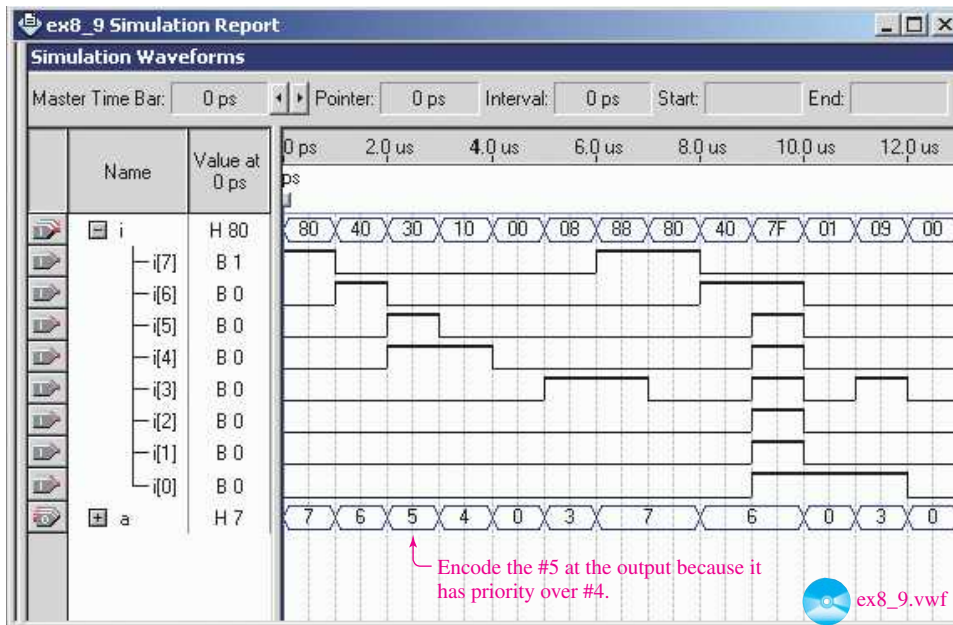 ex8_9 Simulation Report
Simulation Waveforms
Master Time Bar: 0 ps Pointer: 0 ps Interval: 0 ps Start: End:
Name Value at 0 ps
0 ps 2.0 us 4.0 us 6.0 us 8.0 us 10.0 us 12.0 us
ps
i H 80 80 40 30 10 00 08 88 80 40 7F 01 09 00
i[7] B 1
i[6] B 0
i[5] B 0
i[4] B 0
i[3] B 0
i[2] B 0
i[1] B 0
i[0] B 0
a H 7 7 6 5 4 0 3 7 6 0 3 0
Encode the #5 at the output because it
has priority over #4.
ex8_9.vwf